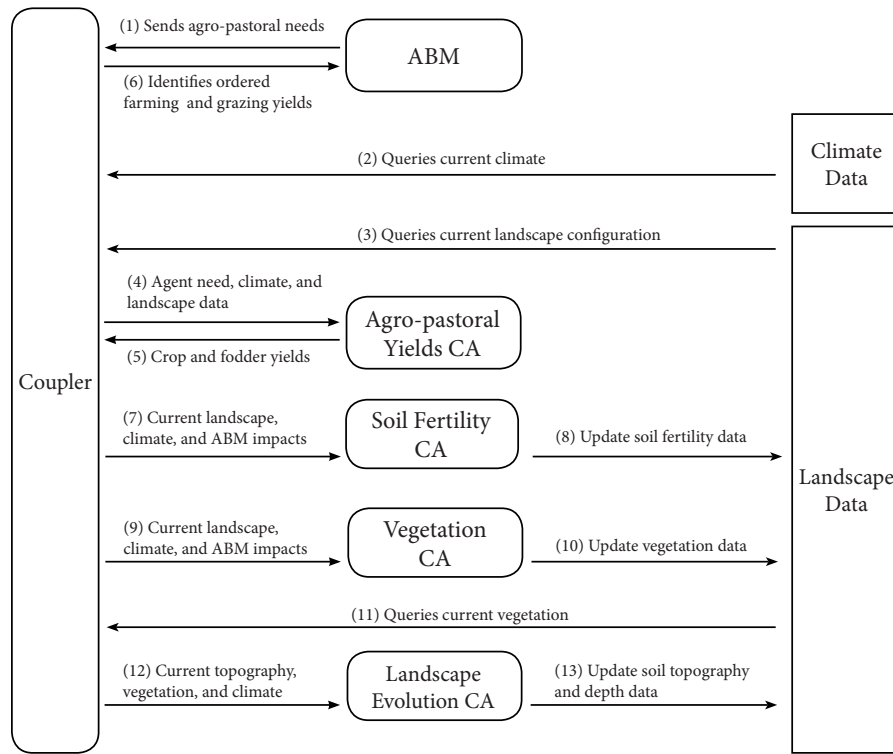 (1) Sends agro-pastoral needs
ABM
(6) Identifies ordered
farming and grazing yields
Climate
Data
(2) Queries current climate
(3) Queries current landscape configuration
(4) Agent need, climate, and
landscape data
Agro-pastoral
Yields CA
(5) Crop and fodder yields
Coupler
(7) Current landscape,
climate, and ABM impacts
Soil Fertility
CA
(8) Update soil fertility data
Landscape
Data
(9) Current landscape,
climate, and ABM impacts
Vegetation
CA
(10) Update vegetation data
(11) Queries current vegetation
(12) Current topography,
vegetation, and climate
Landscape
Evolution CA
(13) Update soil topography
and depth data